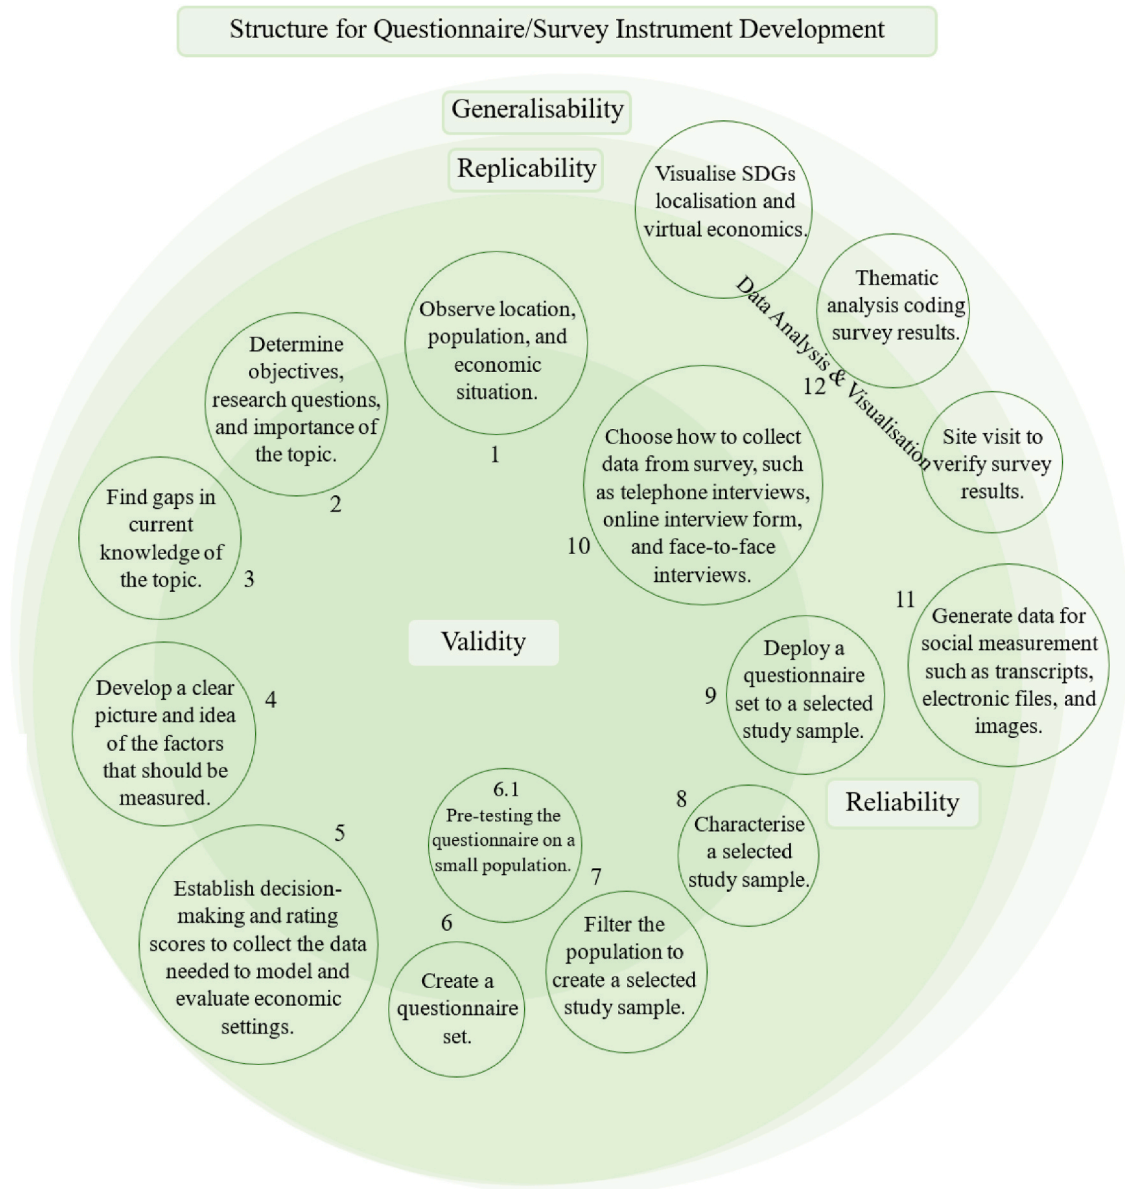 Structure for Questionnaire/Survey Instrument Development
Generalisability
Replicability
Visualise SDGs
localisation and
virtual economics.
Thematic
analysis coding
survey results.
Data Analysis & Visualisation
12
Site visit to
verify survey
results.
Observe location,
population, and
economic
situation.
1
Determine
objectives,
research questions,
and importance of
the topic.
2
Find gaps in
current
knowledge of
the topic.
3
Develop a clear
picture and idea
of the factors
that should be
measured.
4
5
Establish decision-
making and rating
scores to collect the data
needed to model and
evaluate economic
settings.
6
Create a
questionnaire
set.
6.1
Pre-testing the
questionnaire on a
small population.
7
Filter the
population to
create a selected
study sample.
8
Characterise
a selected
study sample.
9
Deploy a
questionnaire
set to a selected
study sample.
10
Choose how to collect
data from survey, such
as telephone interviews,
online interview form,
and face-to-face
interviews.
11
Generate data for
social measurement
such as transcripts,
electronic files, and
images.
Validity
Reliability